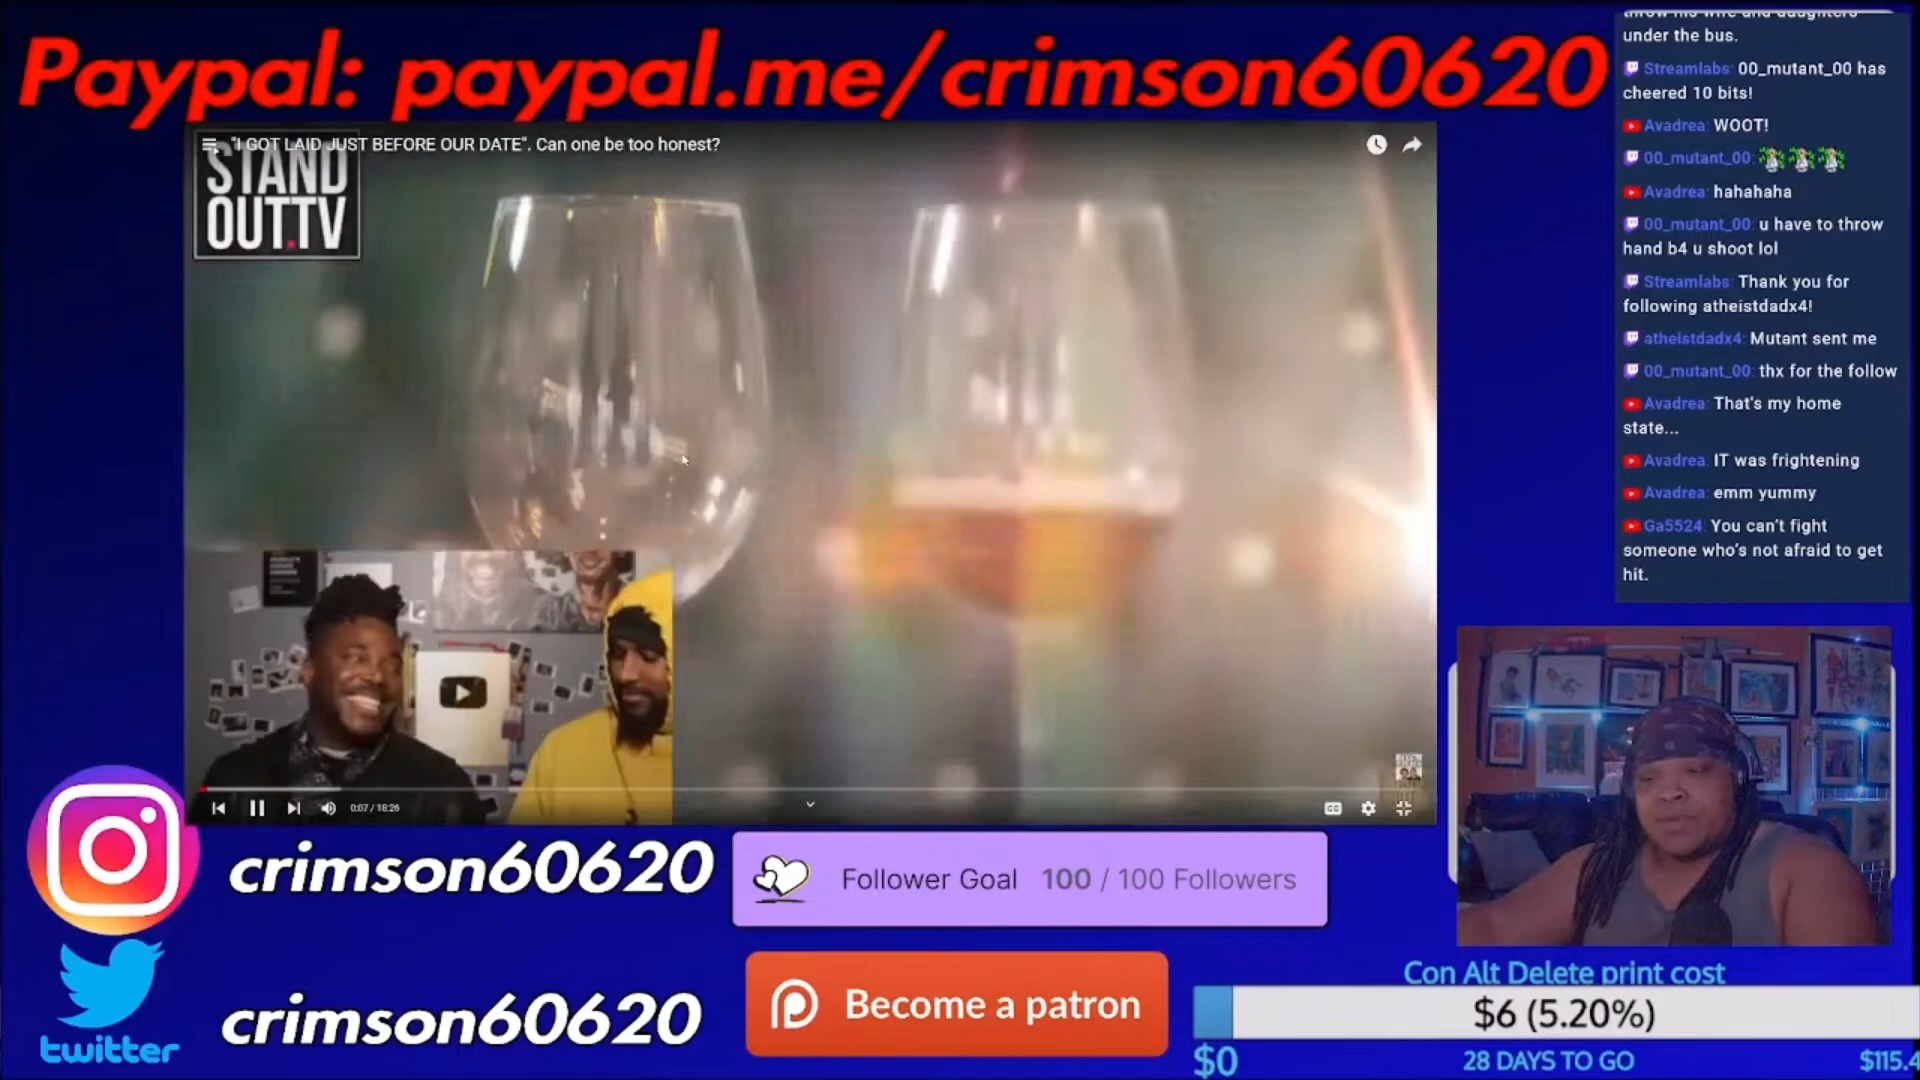 Paypal: paypal.me/crimson60620
"I GOT LAID JUST BEFORE OUR DATE". Can one be too honest?
STAND
OUT.TV
0:07 / 18:26
CC
under the bus.
Streamlabs: 00_mutant_00 has
cheered 10 bits!
Avadrea: WOOT!
00_mutant_00:
Avadrea: hahahaha
00_mutant_00: u have to throw
hand b4 u shoot lol
Streamlabs: Thank you for
following atheistdadx4!
atheistdadx4: Mutant sent me
00_mutant_00: thx for the follow
Avadrea: That's my home
state...
Avadrea: IT was frightening
Avadrea: emm yummy
Ga5524: You can't fight
someone who's not afraid to get
hit.
crimson60620
Follower Goal 100 / 100 Followers
twitter
crimson60620
Become a patron
Con Alt Delete print cost
$6 (5.20%)
$0
28 DAYS TO GO
$115.4